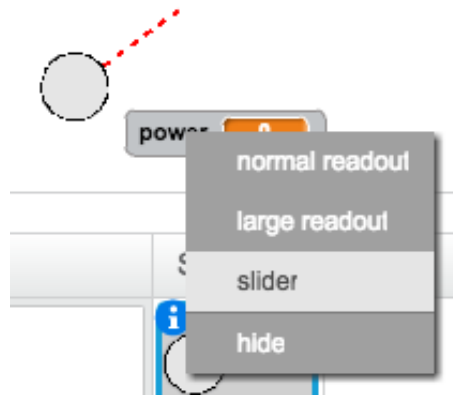 power
normal readout
large readout
slider
hide
i